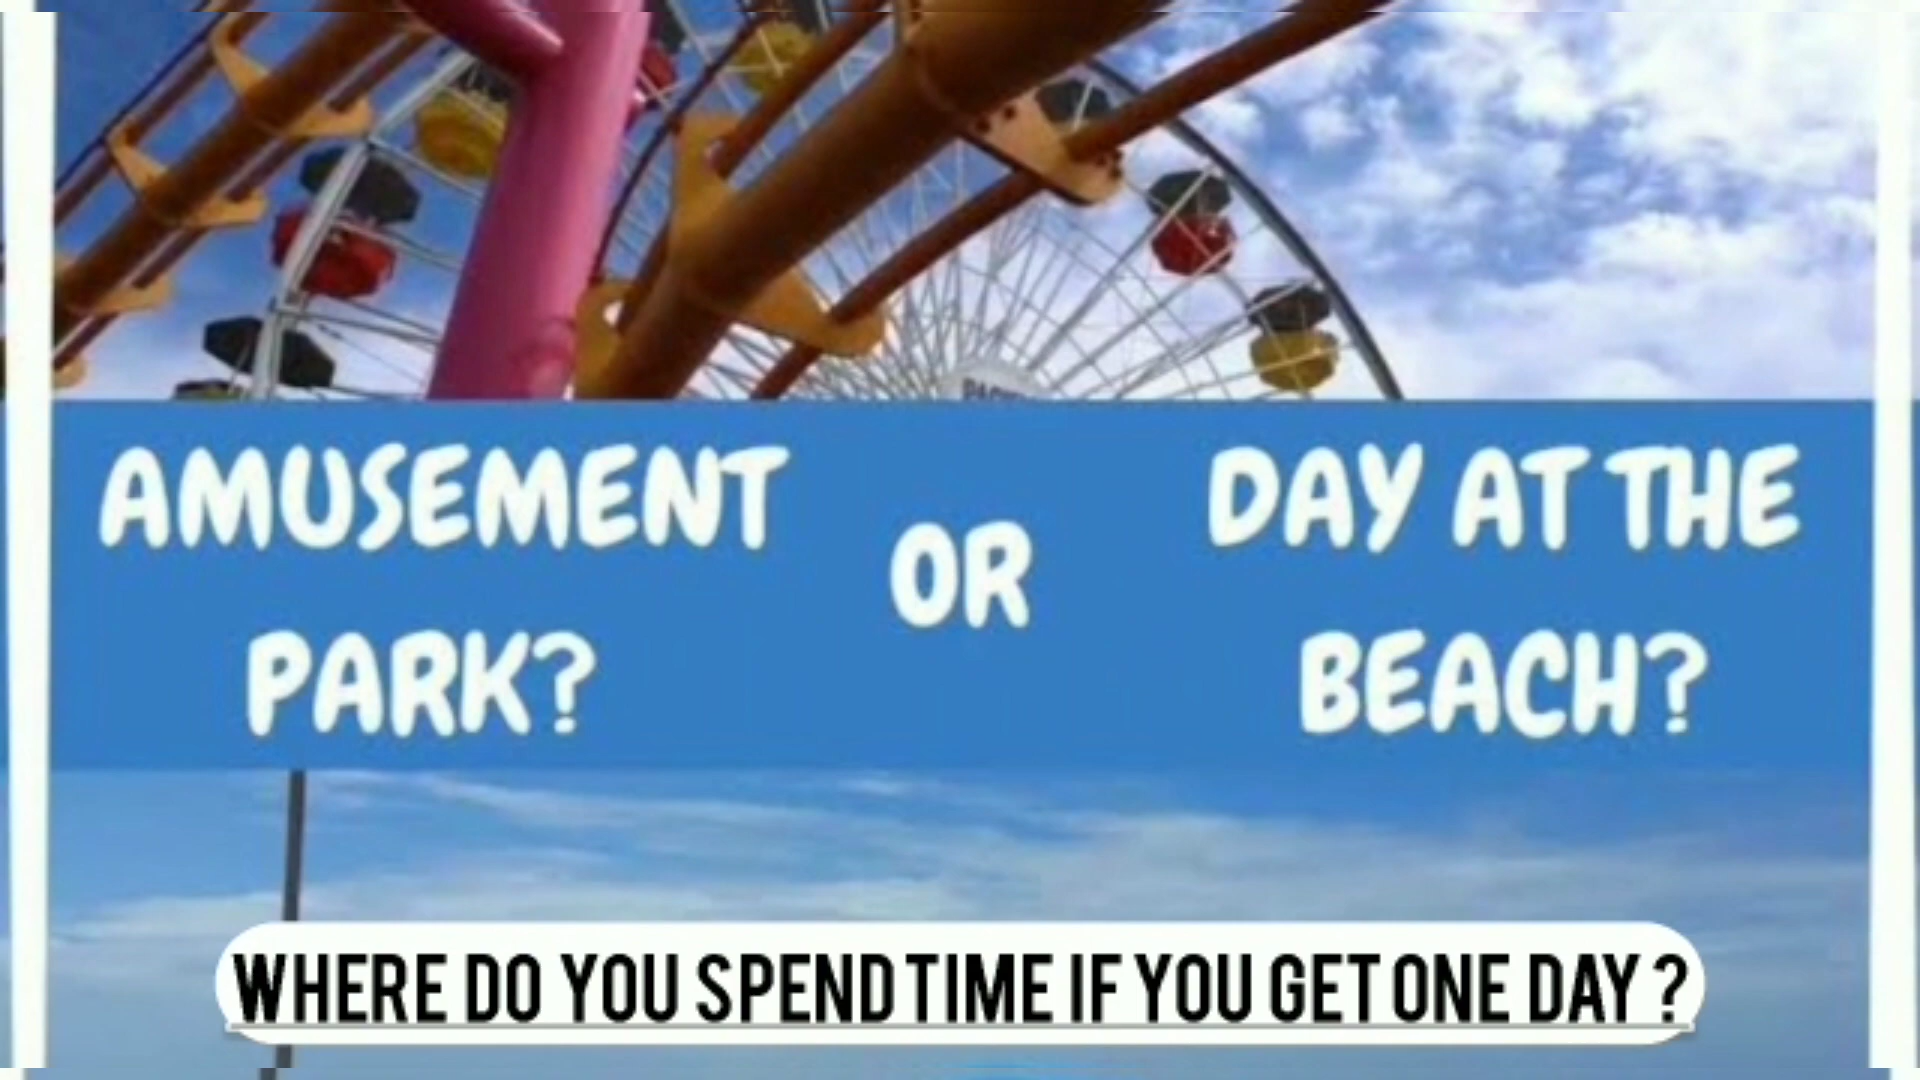 AMUSEMENT
PARK?
OR
DAY AT THE
BEACH?
WHERE DO YOU SPEND TIME IF YOU GET ONE DAY ?